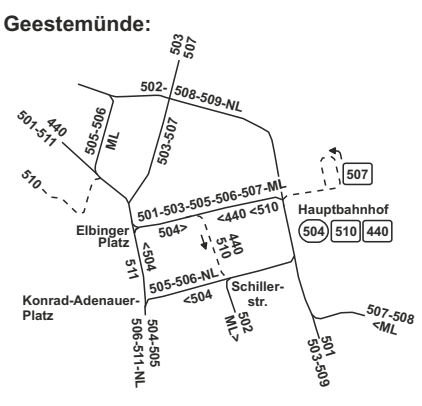 Geestemünde:
503
507
502-
508-509-NL
440
501-511
505-506
ML
503-507
510
507
501-503-505-506-507-ML
504>
<440 <510
Hauptbahnhof
504 510 440
Elbinger
Platz
<504
511
440
510
505-506-NL
<504
Schiller-
str.
Konrad-Adenauer-
Platz
504-505
506-511-NL
502
ML>
507-508
<ML
501
503-509